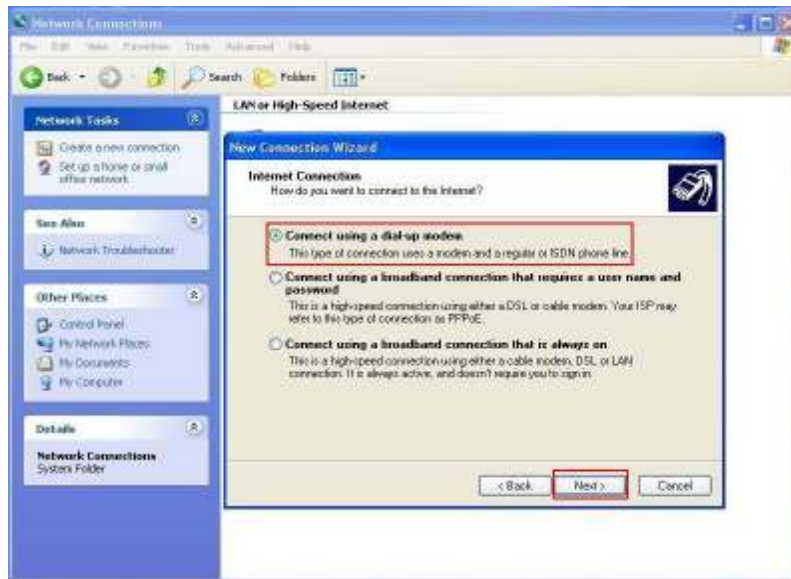 Network Connections
File Edit View Favorites Tools Advanced Help
Back Search Folders
LAN or High-Speed Internet
Network Tasks
Create a new connection
Set up a home or small
office network
See Also
Network Troubleshooter
Other Places
Control Panel
My Network Places
My Documents
My Computer
Details
Network Connections
System Folder
New Connection Wizard
Internet Connection
How do you want to connect to the Internet?
Connect using a dial-up modem
This type of connection uses a modem and a regular or ISDN phone line.
Connect using a broadband connection that requires a user name and
password
This is a high-speed connection using either a DSL or cable modem. Your ISP may
refer to this type of connection as PPPoE.
Connect using a broadband connection that is always on
This is a high-speed connection using either a cable modem, DSL or LAN
connection. It is always active, and doesn't require you to sign in.
< Back Next > Cancel